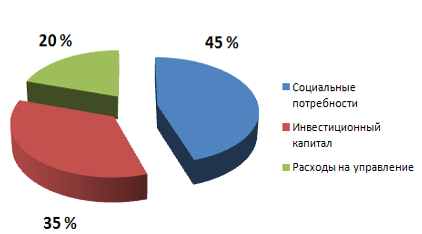 20 %
45 %
35 %
Социальные
потребности
Инвестиционный
капитал
Расходы на управление